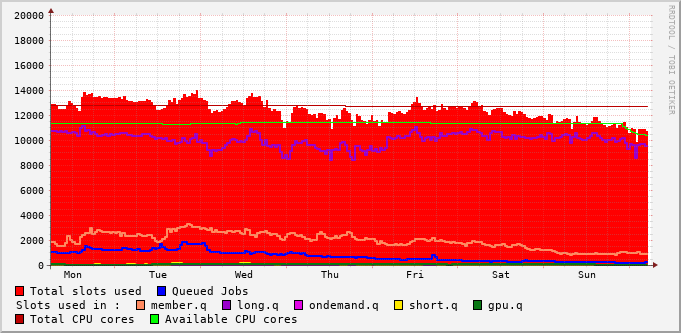 20000
18000
16000
14000
12000
10000
8000
6000
4000
2000
0
Mon Tue Wed Thu Fri Sat Sun
RRDTOOL / TOBI OETIKER
Total slots used Queued Jobs
Slots used in : member.q long.q ondemand.q short.q gpu.q
Total CPU cores
Available CPU cores